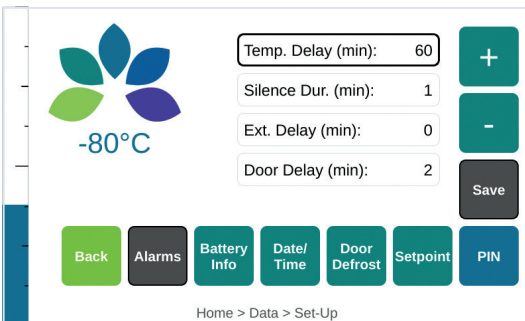 -80°C
Temp. Delay (min): 60
Silence Dur. (min): 1
Ext. Delay (min): 0
Door Delay (min): 2
+
-
Save
Back
Alarms
Battery
Info
Date/
Time
Door
Defrost
Setpoint
PIN
Home > Data > Set-Up